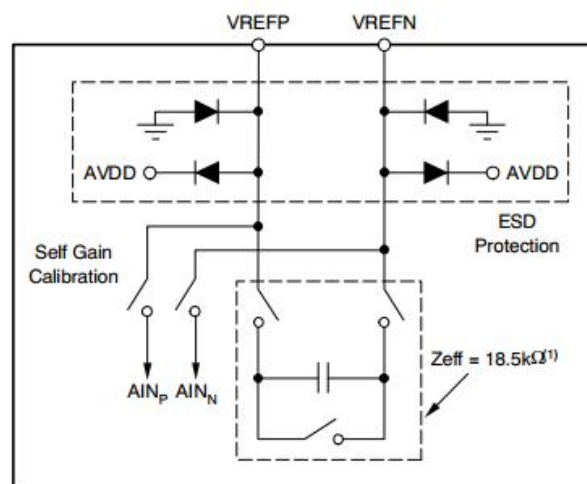 VREFP VREFN
AVDD
AVDD
ESD
Protection
Self Gain
Calibration
Zeff = 18.5kΩ(1)
AINP AINN